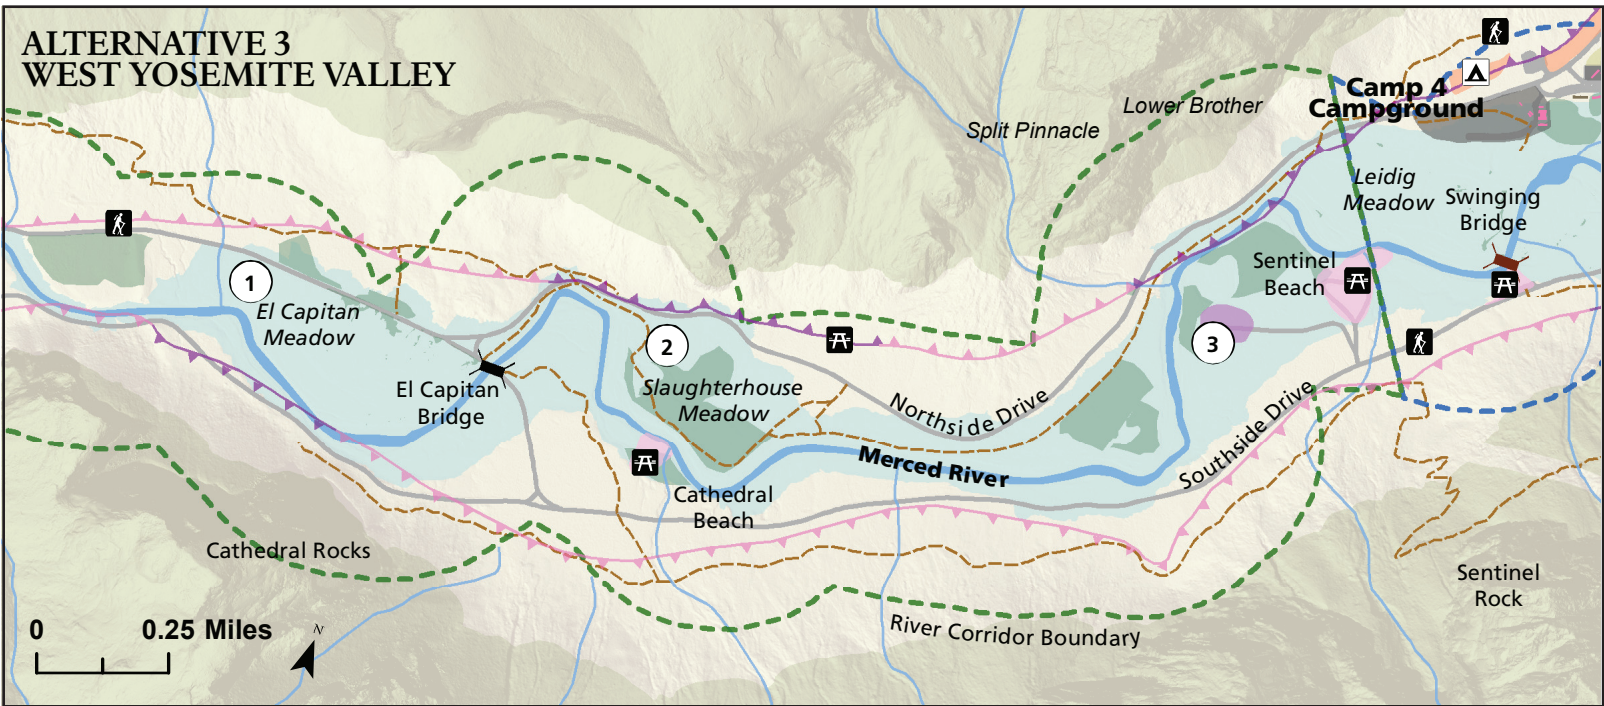 ALTERNATIVE 3
WEST YOSEMITE VALLEY
Lower Brother
Split Pinnacle
Camp 4
Campground
Leidig
Meadow
Swinging
Bridge
Sentinel
Beach
1
El Capitan
Meadow
2
3
El Capitan
Bridge
Slaughterhouse
Meadow
Northside Drive
Southside Drive
Merced River
Cathedral
Beach
Cathedral Rocks
Sentinel
Rock
River Corridor Boundary
0 0.25 Miles
N